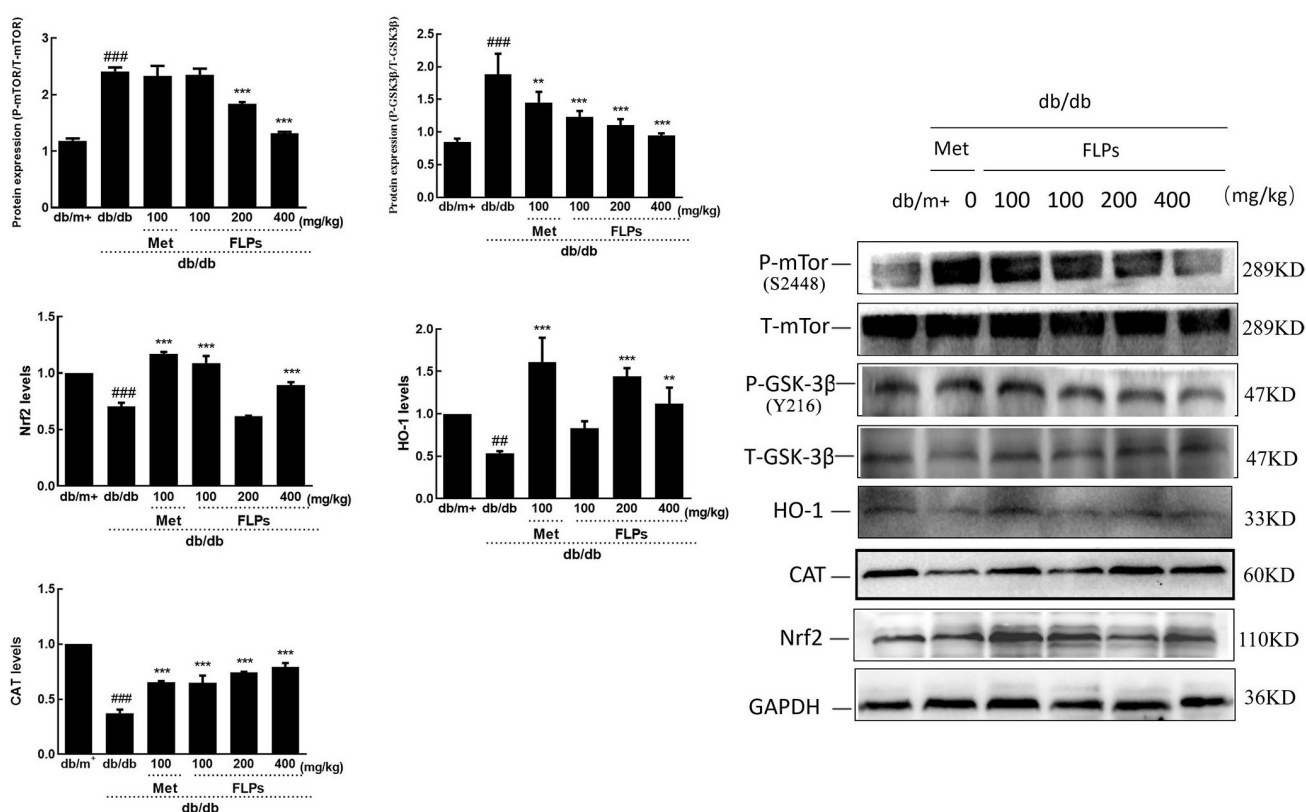 Protein expression (P-mTOR/T-mTOR)
3
2
1
0
###
***
***
db/m+ db/db 100 100 200 400 (mg/kg)
Met FLPs
db/db
Protein expression (P-GSK3β/T-GSK3β)
2.5
2.0
1.5
1.0
0.5
0.0
###
**
***
***
***
db/m+ db/db 100 100 200 400 (mg/kg)
Met FLPs
db/db
Nrf2 levels
1.5
1.0
0.5
0.0
###
***
***
***
db/m+ db/db 100 100 200 400 (mg/kg)
Met FLPs
db/db
HO-1 levels
2.0
1.5
1.0
0.5
0.0
##
***
***
**
db/m+ db/db 100 100 200 400 (mg/kg)
Met FLPs
db/db
CAT levels
1.5
1.0
0.5
0.0
###
***
***
***
***
db/m+ db/db 100 100 200 400 (mg/kg)
Met FLPs
db/db
db/db
Met FLPs
db/m+ 0 100 100 200 400 (mg/kg)
P-mTor 289KD
(S2448)
T-mTor 289KD
P-GSK-3β 47KD
(Y216)
T-GSK-3β 47KD
HO-1 33KD
CAT 60KD
Nrf2 110KD
GAPDH 36KD